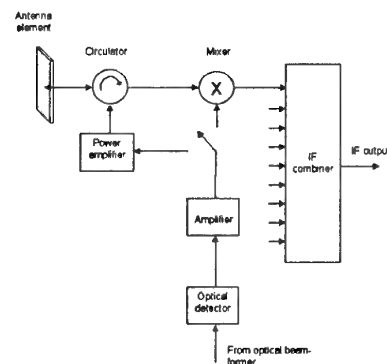 Antenna
element
Circulator
Mixer
X
Power
amplifier
IF
combiner
IF output
Amplifier
Optical
detector
From optical beam-
former